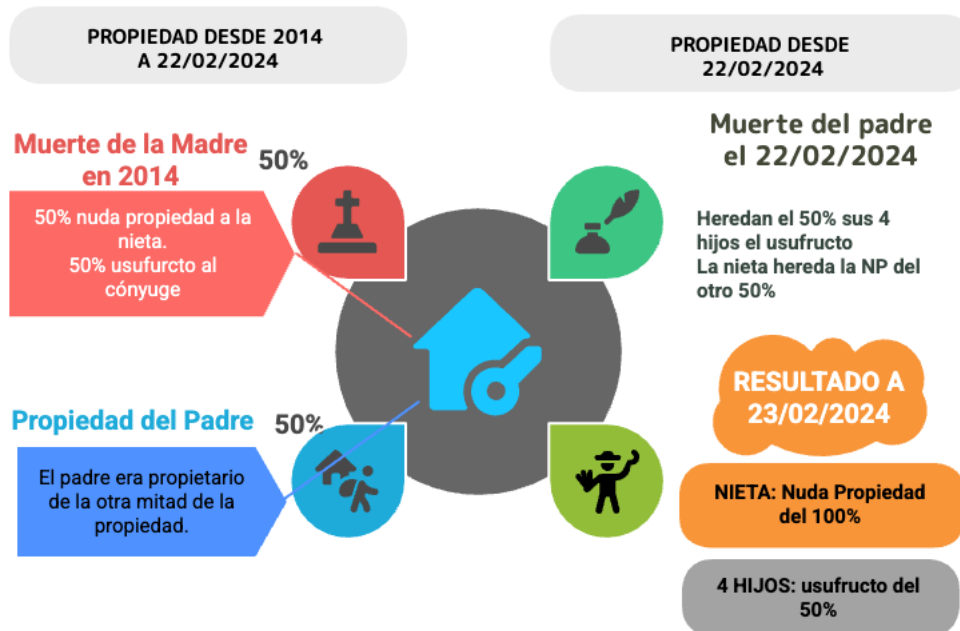 PROPIEDAD DESDE 2014
A 22/02/2024
PROPIEDAD DESDE
22/02/2024
Muerte de la Madre
en 2014
50%
50% nuda propiedad a la
nieta.
50% usufurcto al
cónyuge
Muerte del padre
el 22/02/2024
Heredan el 50% sus 4
hijos el usufructo
La nieta hereda la NP del
otro 50%
Propiedad del Padre
50%
El padre era propietario
de la otra mitad de la
propiedad.
RESULTADO A
23/02/2024
NIETA: Nuda Propiedad
del 100%
4 HIJOS: usufructo del
50%